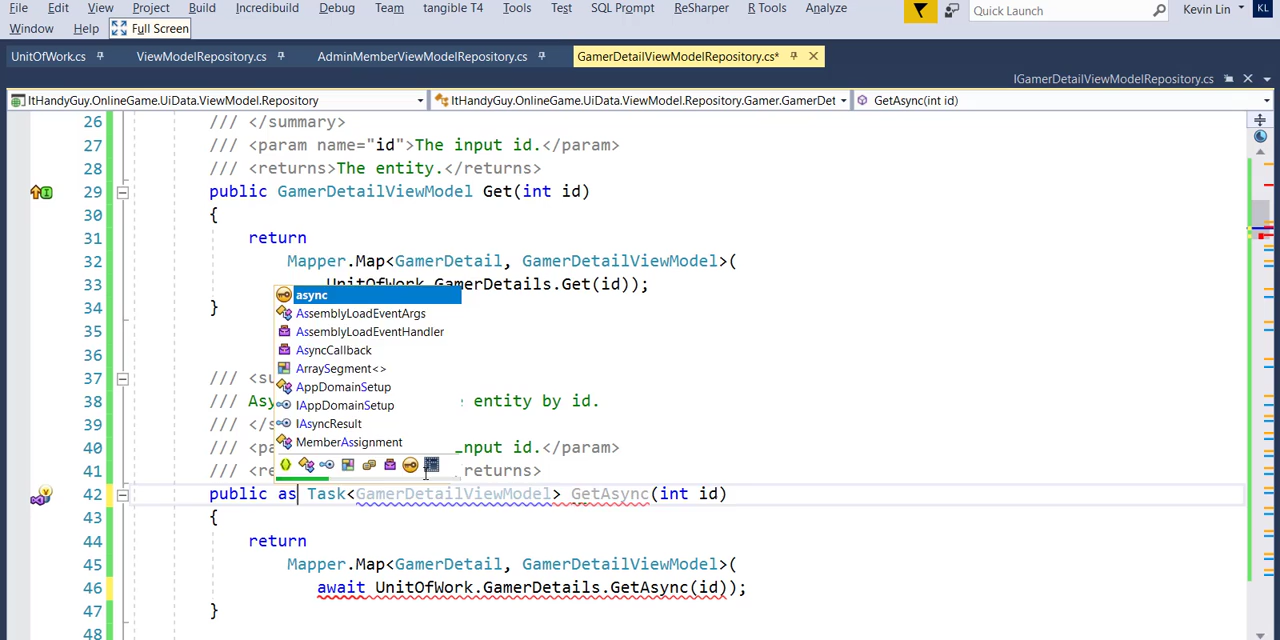 File Edit View Project Build Incredibuild Debug Team tangible T4 Tools Test SQL Prompt ReSharper R Tools Analyze Quick Launch Kevin Lin KL
Window Help Full Screen
UnitOfWork.cs ViewModelRepository.cs AdminMemberViewModelRepository.cs GamerDetailViewModelRepository.cs*
IGamerDetailViewModelRepository.cs
ItHandyGuy.OnlineGame.UiData.ViewModel.Repository ItHandyGuy.OnlineGame.UiData.ViewModel.Repository.Gamer.GamerDet GetAsync(int id)
26 /// </summary>
27 /// <param name="id">The input id.</param>
28 /// <returns>The entity.</returns>
29 public GamerDetailViewModel Get(int id)
30 {
31 return
32 Mapper.Map<GamerDetail, GamerDetailViewModel>(
33 UnitOfWork.GamerDetails.Get(id));
34 }
35
36
37 /// <su
38 /// As e entity by id.
39 /// </s
40 /// <pa nput id.</param>
41 /// <re returns>
42 public as Task<GamerDetailViewModel> GetAsync(int id)
43 {
44 return
45 Mapper.Map<GamerDetail, GamerDetailViewModel>(
46 await UnitOfWork.GamerDetails.GetAsync(id));
47 }
48
async
AssemblyLoadEventArgs
AssemblyLoadEventHandler
AsyncCallback
ArraySegment<>
AppDomainSetup
IAppDomainSetup
IAsyncResult
MemberAssignment